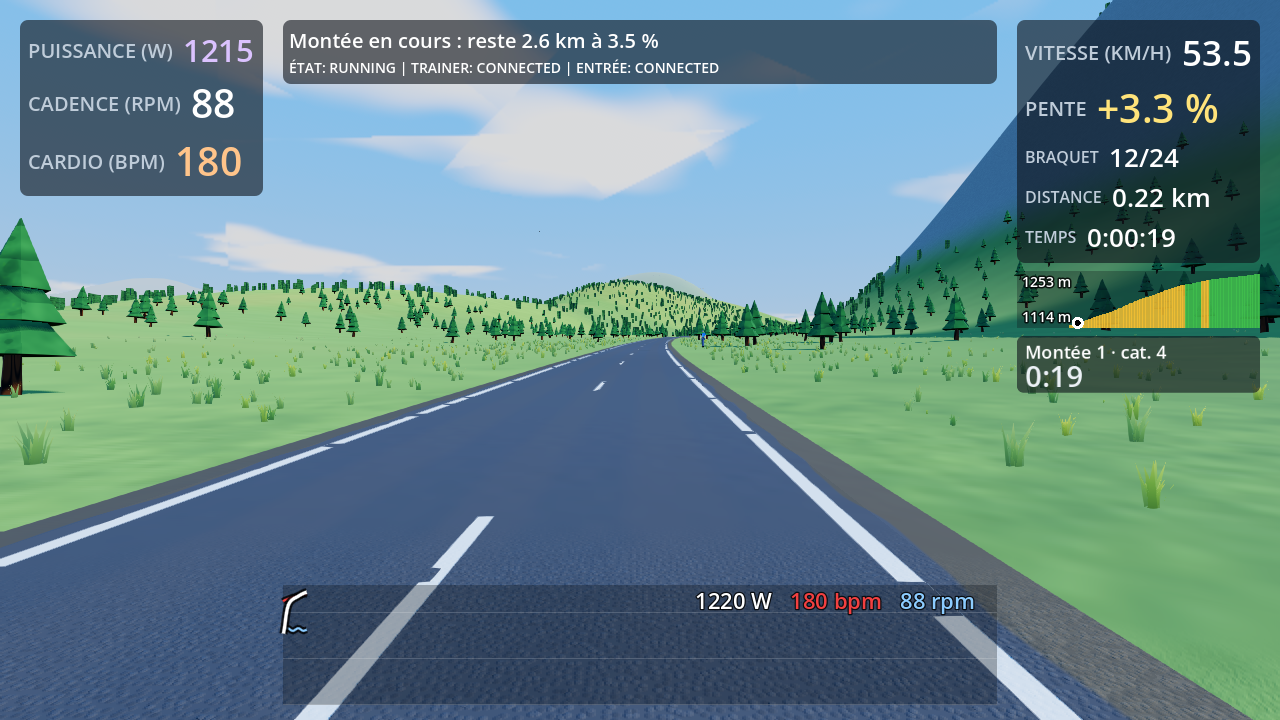 PUISSANCE (W) 1215
CADENCE (RPM) 88
CARDIO (BPM) 180
Montée en cours : reste 2.6 km à 3.5 %
ÉTAT: RUNNING | TRAINER: CONNECTED | ENTRÉE: CONNECTED
VITESSE (KM/H) 53.5
PENTE +3.3 %
BRAQUET 12/24
DISTANCE 0.22 km
TEMPS 0:00:19
1253 m
1114 m
Montée 1 · cat. 4
0:19
1220 W 180 bpm 88 rpm